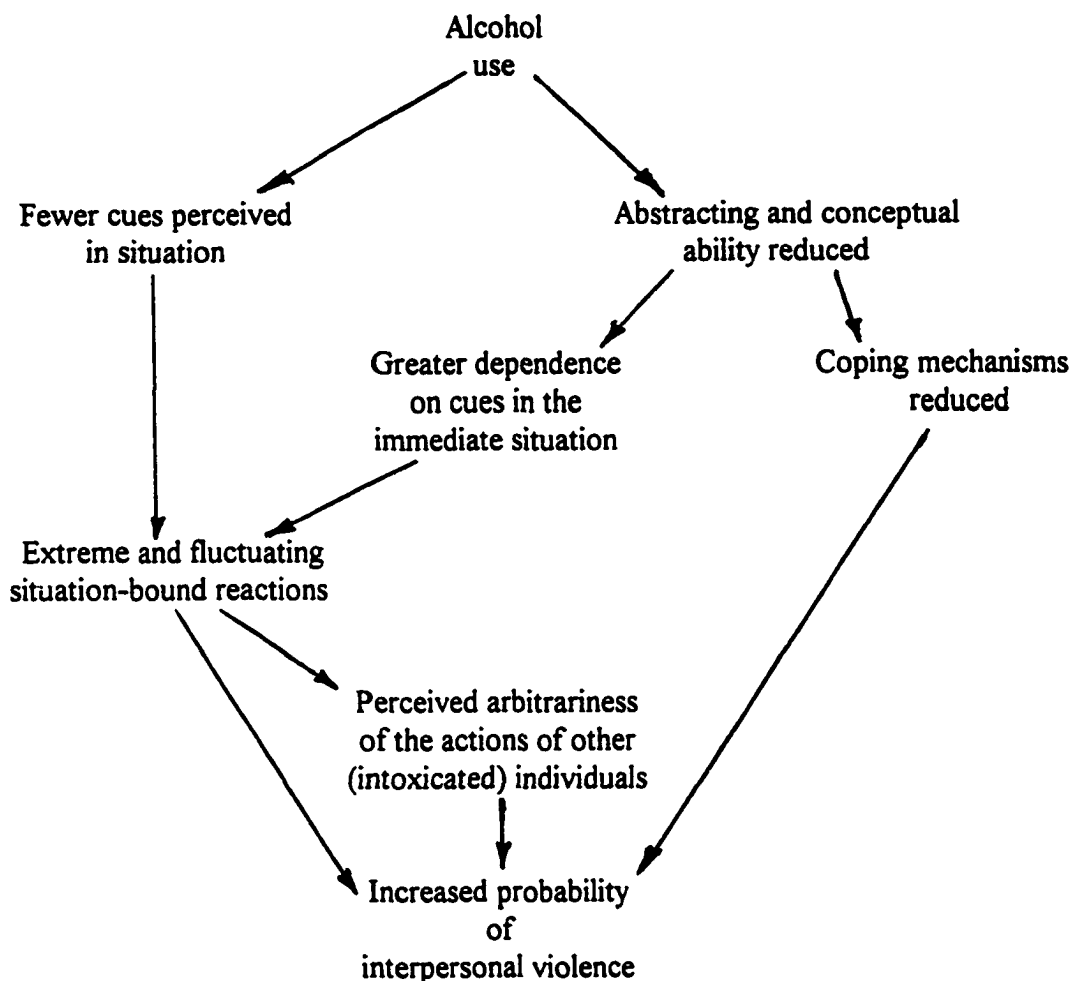 Alcohol
use
Fewer cues perceived
in situation
Abstracting and conceptual
ability reduced
Greater dependence
on cues in the
immediate situation
Coping mechanisms
reduced
Extreme and fluctuating
situation-bound reactions
Perceived arbitrariness
of the actions of other
(intoxicated) individuals
Increased probability
of
interpersonal violence